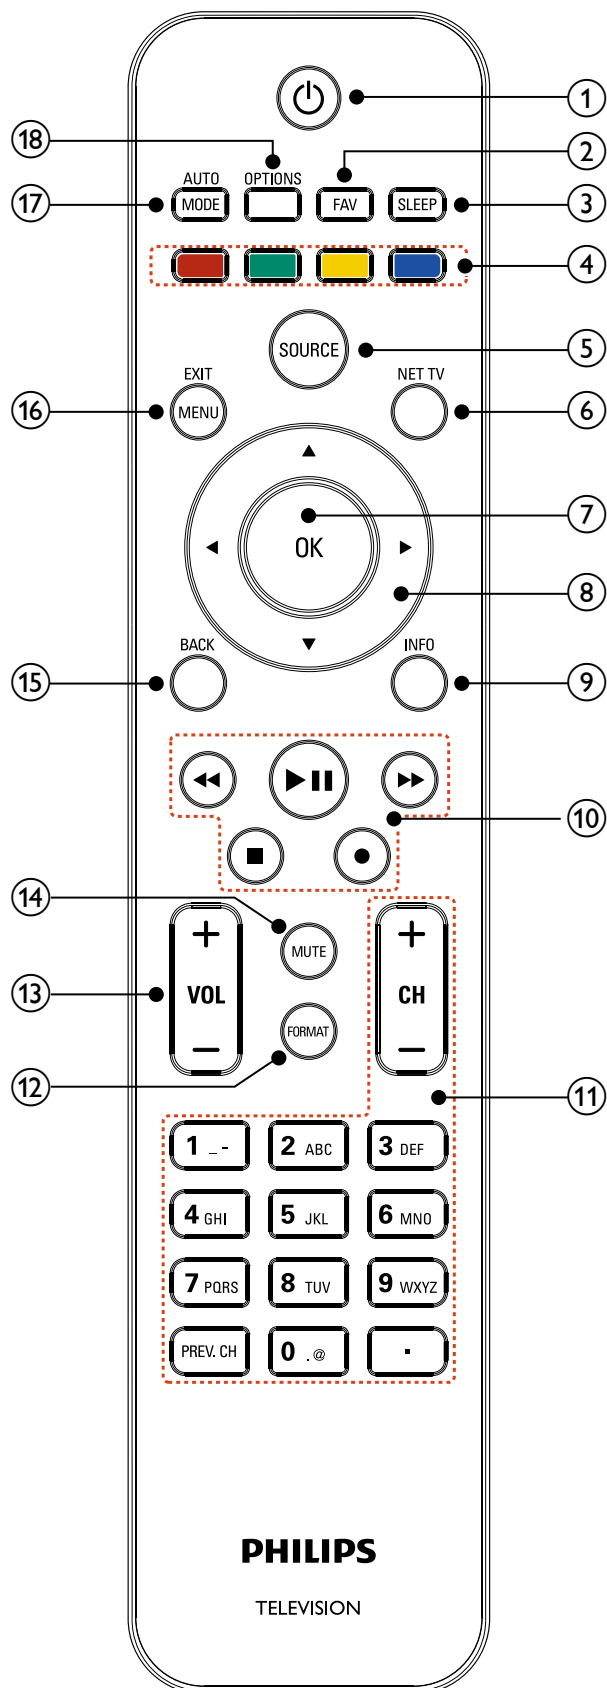 1
18
2
AUTO OPTIONS
17 MODE FAV SLEEP 3
4
SOURCE 5
EXIT NET TV
16 MENU 6
7
OK
8
BACK INFO
15 9
10
14
+ +
MUTE
13 VOL CH
FORMAT
− −
12 11
1 _ - 2 ABC 3 DEF
4 GHI 5 JKL 6 MNO
7 PQRS 8 TUV 9 WXYZ
PREV. CH 0 .@ .
PHILIPS
TELEVISION